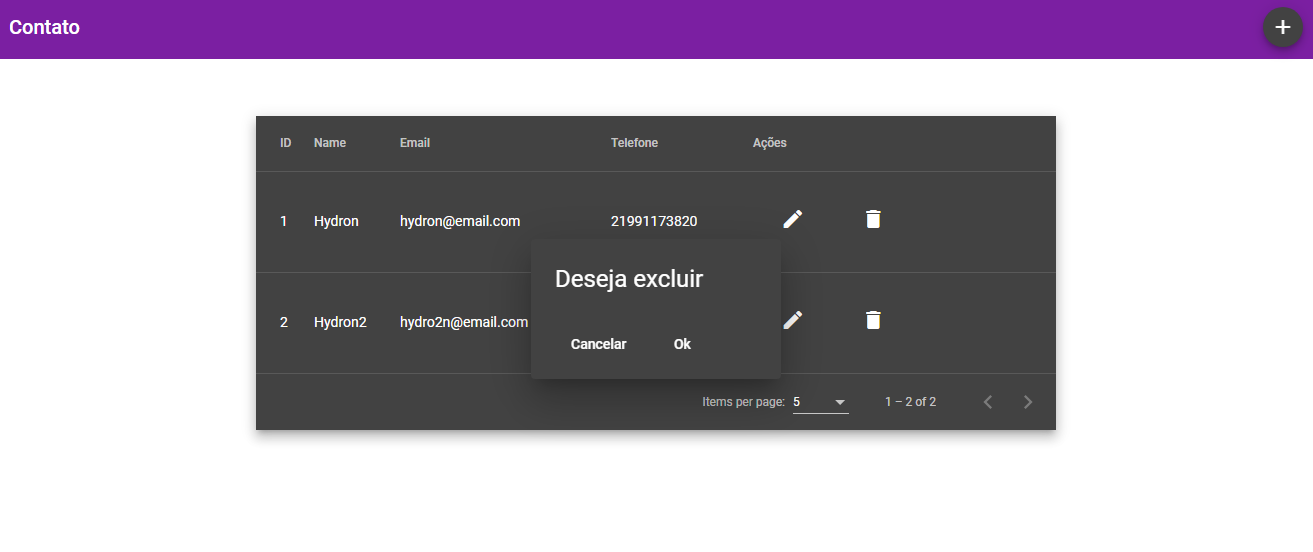 Contato
ID Name Email Telefone Ações
1 Hydron hydron@email.com 21991173820
Deseja excluir
2 Hydron2 hydro2n@email.com
Cancelar Ok
Items per page: 5 1 – 2 of 2